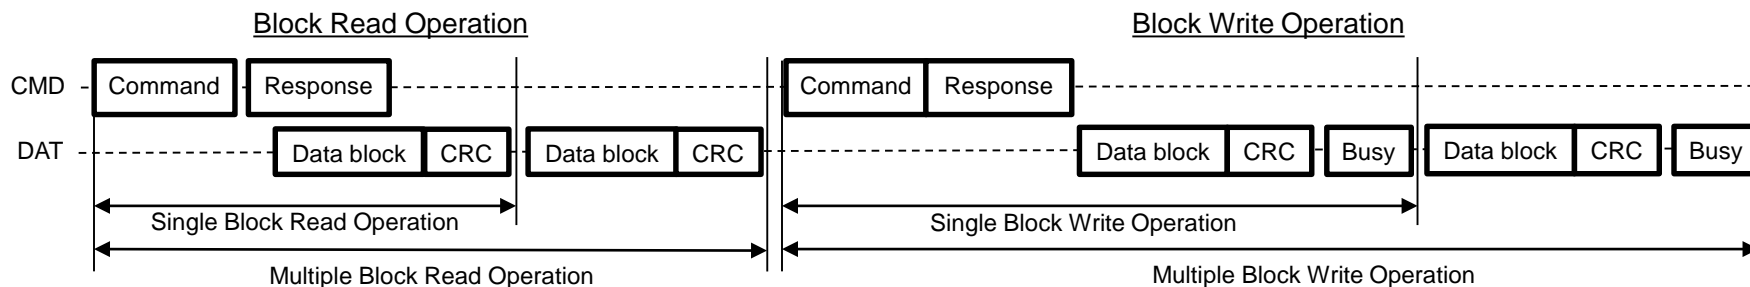 Block Read Operation Block Write Operation
CMD Command Response Command Response
DAT Data block CRC Data block CRC Data block CRC Busy Data block CRC Busy
Single Block Read Operation Single Block Write Operation
Multiple Block Read Operation Multiple Block Write Operation